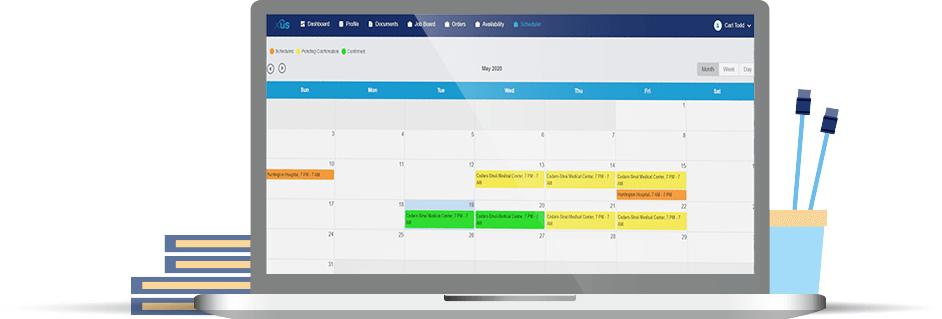 xüs Dashboard Profile Documents Job Board Orders Availability Scheduler Carl Todd
Scheduled Pending Confirmation Confirmed
May 2020 Month Week Day
Sun Mon Tue Wed Thu Fri Sat
1
3 4 5 6 7 8
10 11 12 13 14 15
Huntington Hospital, 7 PM - 7 AM Cedars-Sinai Medical Center, 7 PM - 7 Cedars-Sinai Medical Center, 7 PM - 7 Cedars-Sinai Medical Center, 7 PM - 7
AM AM AM
Huntington Hospital, 7 AM - 7 PM
17 18 19 20 21 22
Cedars-Sinai Medical Center, 7 PM - 7 Cedars-Sinai Medical Center, 7 PM - 7 Cedars-Sinai Medical Center, 7 PM - 7 Cedars-Sinai Medical Center, 7 PM - 7
AM AM AM AM
24 25 26 27 28 29
31